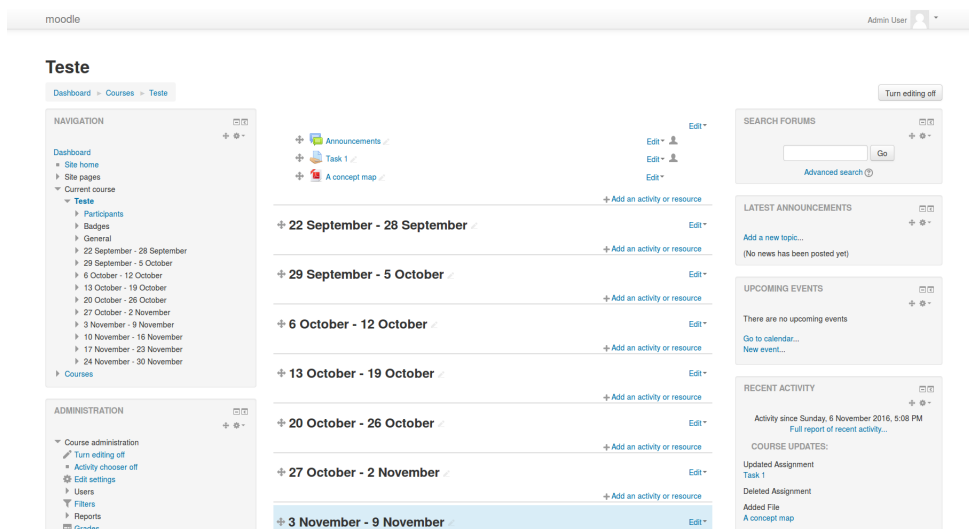 moodle
Admin User
Teste
Dashboard Courses Teste
Turn editing off
NAVIGATION
Dashboard
Site home
Site pages
Current course
Teste
Participants
Badges
General
22 September - 28 September
29 September - 5 October
6 October - 12 October
13 October - 19 October
20 October - 26 October
27 October - 2 November
3 November - 9 November
10 November - 16 November
17 November - 23 November
24 November - 30 November
Courses
ADMINISTRATION
Course administration
Turn editing off
Activity chooser off
Edit settings
Users
Filters
Reports
Grades
Edit
Announcements Edit
Task 1 Edit
A concept map Edit
Add an activity or resource
22 September - 28 September Edit
Add an activity or resource
29 September - 5 October Edit
Add an activity or resource
6 October - 12 October Edit
Add an activity or resource
13 October - 19 October Edit
Add an activity or resource
20 October - 26 October Edit
Add an activity or resource
27 October - 2 November Edit
Add an activity or resource
3 November - 9 November Edit
SEARCH FORUMS
Go
Advanced search ?
LATEST ANNOUNCEMENTS
Add a new topic...
(No news has been posted yet)
UPCOMING EVENTS
There are no upcoming events
Go to calendar...
New event...
RECENT ACTIVITY
Activity since Sunday, 6 November 2016, 5:08 PM
Full report of recent activity...
COURSE UPDATES:
Updated Assignment
Task 1
Deleted Assignment
Added File
A concept map